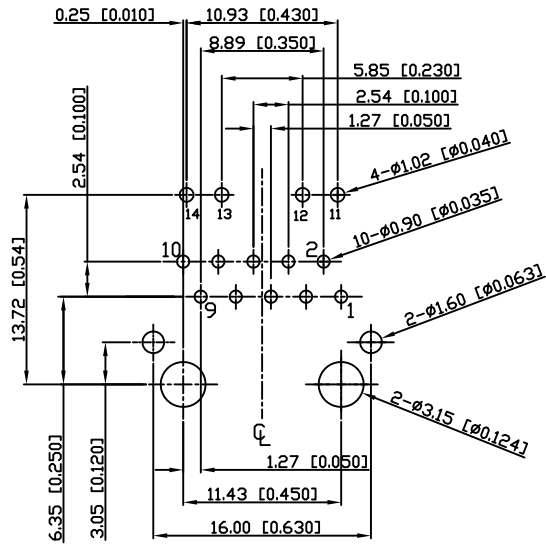 0.25 [0.010]
10.93 [0.430]
8.89 [0.350]
5.85 [0.230]
2.54 [0.100]
1.27 [0.050]
2.54 [0.100]
4-ø1.02 [ø0.040]
14 13 12 11
10-ø0.90 [ø0.035]
10 2
13.72 [0.54]
9 1
2-ø1.60 [ø0.063]
2-ø3.15 [ø0.124]
CL
6.35 [0.250]
3.05 [0.120]
1.27 [0.050]
11.43 [0.450]
16.00 [0.630]